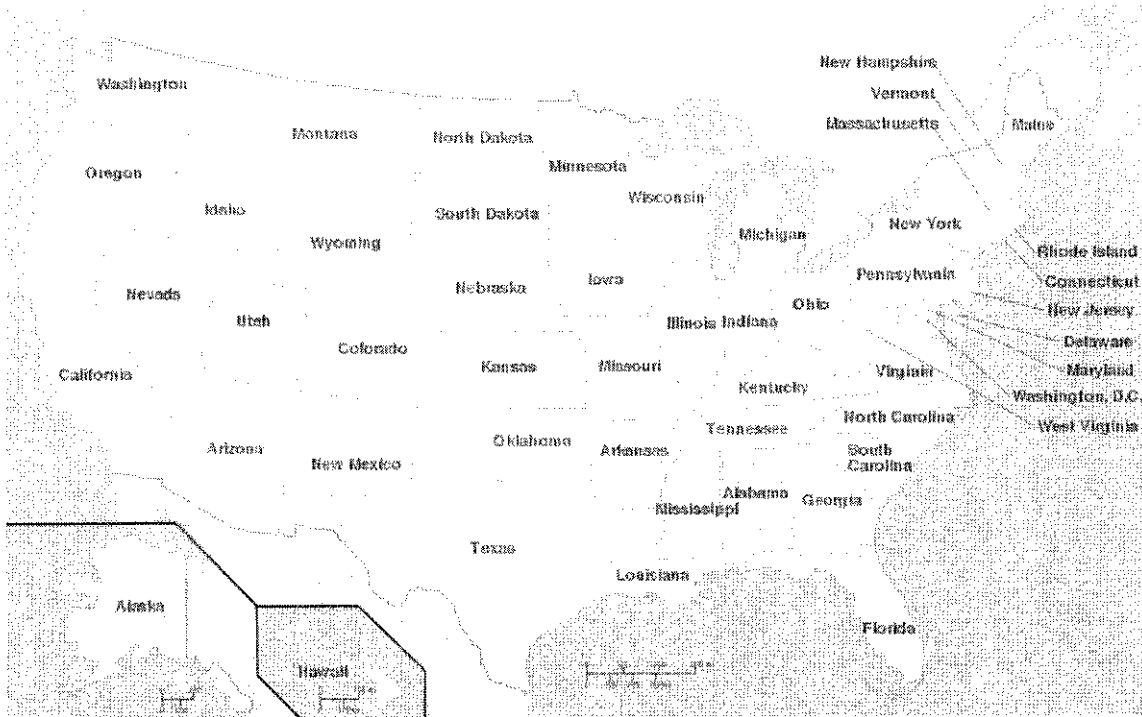 New Hampshire
Vermont
Massachusetts
Maine
Washington
Montana
North Dakota
Minnesota
Oregon
Idaho
South Dakota
Wisconsin
Wyoming
Michigan
New York
Rhode Island
Connecticut
New Jersey
Delaware
Maryland
Washington, D.C.
West Virginia
Pennsylvania
Nevada
Utah
Nebraska
Iowa
Ohio
Illinois
Indiana
Colorado
Kansas
Missouri
California
Kentucky
Virginia
North Carolina
Tennessee
Arizona
New Mexico
Oklahoma
Arkansas
South
Carolina
Mississippi
Alabama
Georgia
Texas
Louisiana
Florida
Alaska
Hawaii